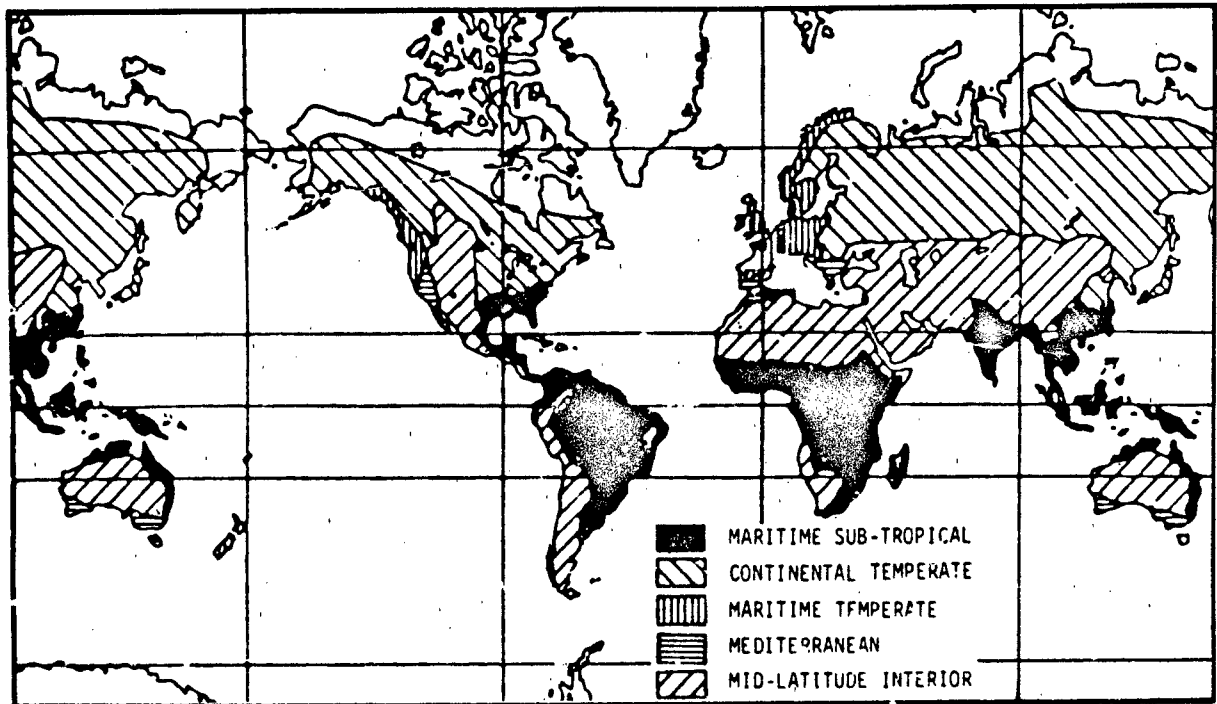 MARITIME SUB-TROPICAL
CONTINENTAL TEMPERATE
MARITIME TEMPERATE
MEDITERRANEAN
MID-LATITUDE INTERIOR